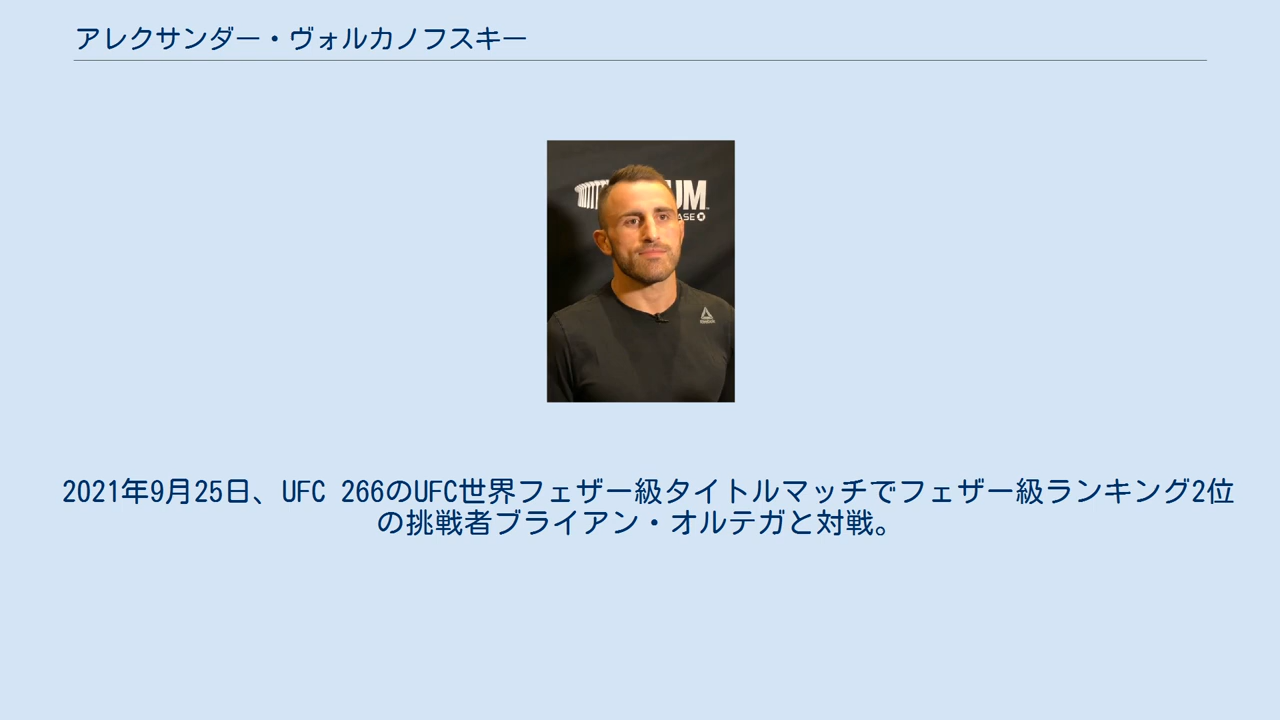 アレクサンダー・ヴォルカノフスキー
UM
ASE
2021年9月25日、UFC 266のUFC世界フェザー級タイトルマッチでフェザー級ランキング2位
の挑戦者ブライアン・オルテガと対戦。